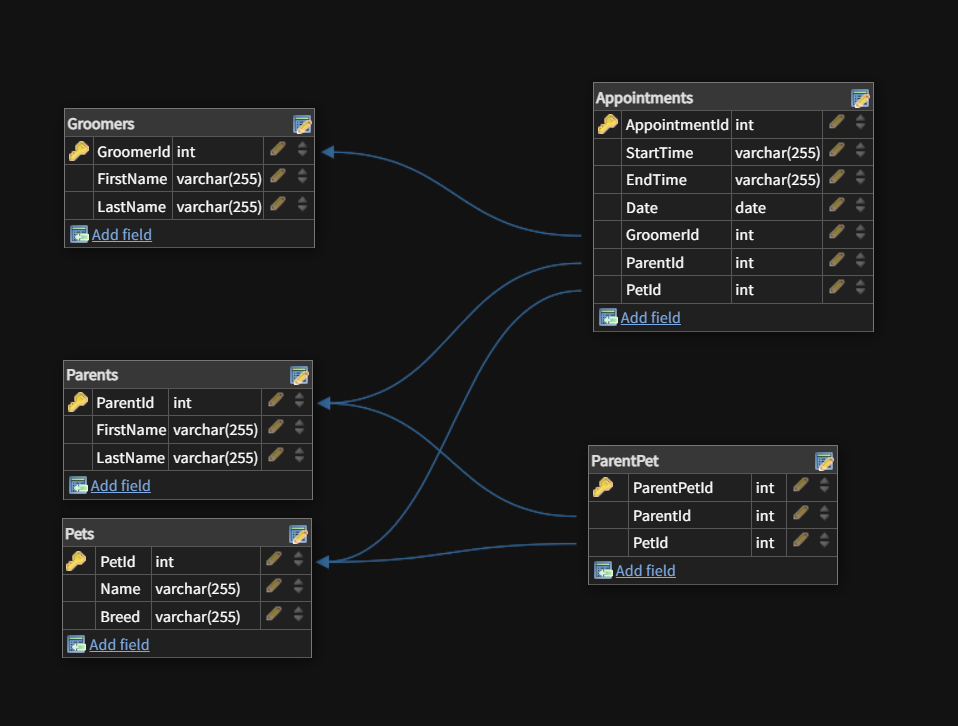 Groomers
GroomerId int
FirstName varchar(255)
LastName varchar(255)
Add field
Appointments
AppointmentId int
StartTime varchar(255)
EndTime varchar(255)
Date date
GroomerId int
ParentId int
PetId int
Add field
Parents
ParentId int
FirstName varchar(255)
LastName varchar(255)
Add field
ParentPet
ParentPetId int
ParentId int
PetId int
Add field
Pets
PetId int
Name varchar(255)
Breed varchar(255)
Add field